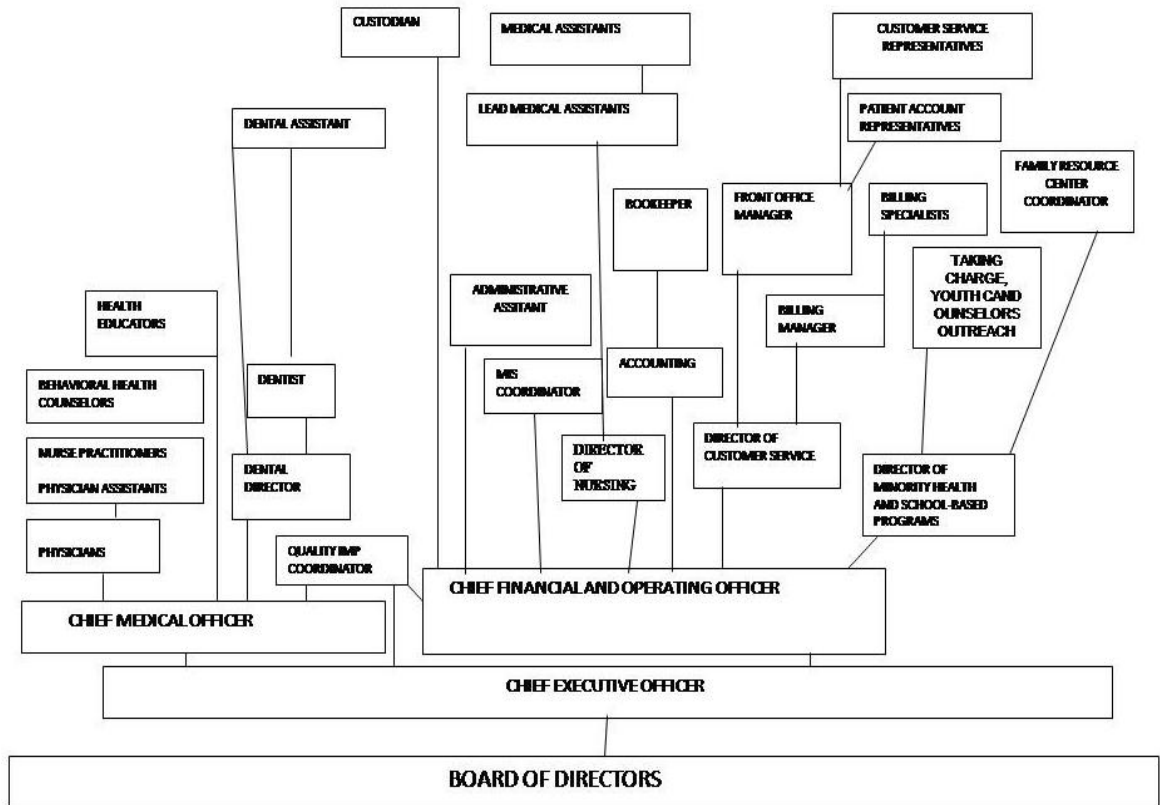 CUSTODIAN
MEDICAL ASSISTANTS
CUSTOMER SERVICE
REPRESENTATIVES
LEAD MEDICAL ASSISTANTS
DENTAL ASSISTANT
PATIENT ACCOUNT
REPRESENTATIVES
FAMILY RESOURCE
CENTER
COORDINATOR
BOOKEEPER
FRONT OFFICE
MANAGER
BILLING
SPECIALISTS
TAKING
CHARGE,
YOUTH CAND
OUNSELORS
OUTREACH
HEALTH
EDUCATORS
ADMINISTRATIVE
ASSITANT
BILLING
MANAGER
BEHAVIORAL HEALTH
COUNSELORS
DENTIST
MIS
COORDINATOR
ACCOUNTING
NURSE PRACTITIONERS
PHYSICIAN ASSISTANTS
DENTAL
DIRECTOR
DIRECTOR
OF
NURSING
DIRECTOR OF
CUSTOMER SERVICE
DIRECTOR OF
MINORITY HEALTH
AND SCHOOL-BASED
PROGRAMS
PHYSICIANS
QUALITY IMP
COORDINATOR
CHIEF FINANCIAL AND OPERATING OFFICER
CHIEF MEDICAL OFFICER
CHIEF EXECUTIVE OFFICER
BOARD OF DIRECTORS